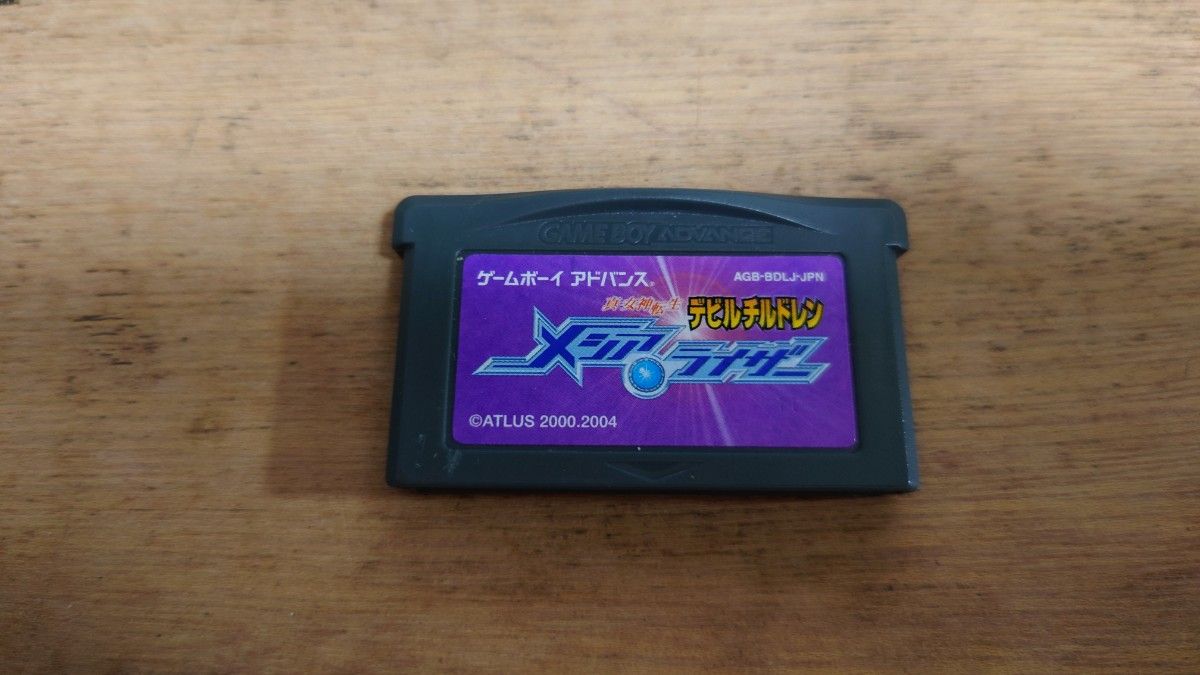 GAME BOY ADVANCE
ゲームボーイ アドバンス®
AGB-BDLJ-JPN
真・女神転生
デビルチルドレン
メシアライザー
©ATLUS 2000.2004